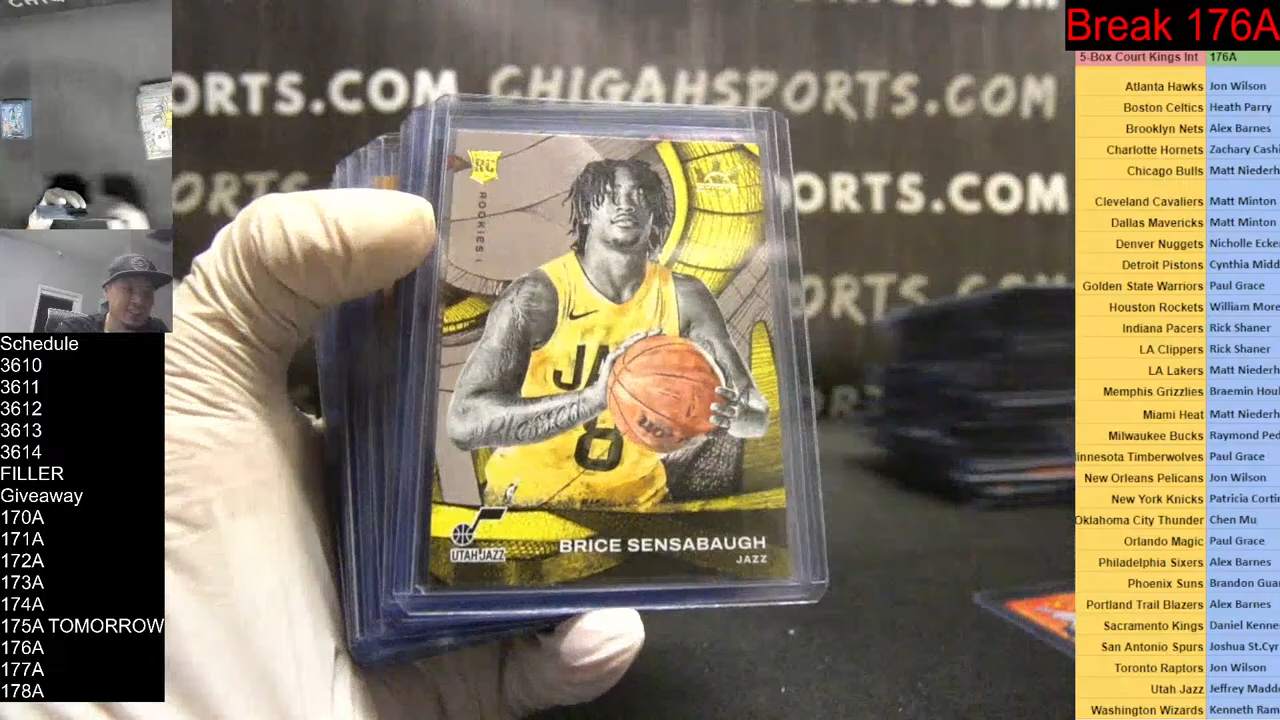 Break 176A
5-Box Court Kings Int 176A
Atlanta Hawks Jon Wilson
Boston Celtics Heath Parry
Brooklyn Nets Alex Barnes
Charlotte Hornets Zachary Cashi
Chicago Bulls Matt Niederh
Cleveland Cavaliers Matt Minton
Dallas Mavericks Matt Minton
Denver Nuggets Nicholle Ecke
Detroit Pistons Cynthia Midd
Golden State Warriors Paul Grace
Houston Rockets William More
Indiana Pacers Rick Shaner
LA Clippers Rick Shaner
LA Lakers Matt Niederh
Memphis Grizzlies Braemin Houl
Miami Heat Matt Niederh
Milwaukee Bucks Raymond Ped
innesota Timberwolves Paul Grace
New Orleans Pelicans Jon Wilson
New York Knicks Patricia Corti
Oklahoma City Thunder Chen Mu
Orlando Magic Paul Grace
Philadelphia Sixers Alex Barnes
Phoenix Suns Brandon Gua
Portland Trail Blazers Alex Barnes
Sacramento Kings Daniel Kenne
San Antonio Spurs Joshua St.Cyr
Toronto Raptors Jon Wilson
Utah Jazz Jeffrey Madd
Washington Wizards Kenneth Ram
ORTS.COM CHIGAHSPORTS.COM
ORTS.COM
RC
ROOKIES
JA
8
UTAH JAZZ
BRICE SENSABAUGH
JAZZ
Schedule
3610
3611
3612
3613
3614
FILLER
Giveaway
170A
171A
172A
173A
174A
175A TOMORROW
176A
177A
178A